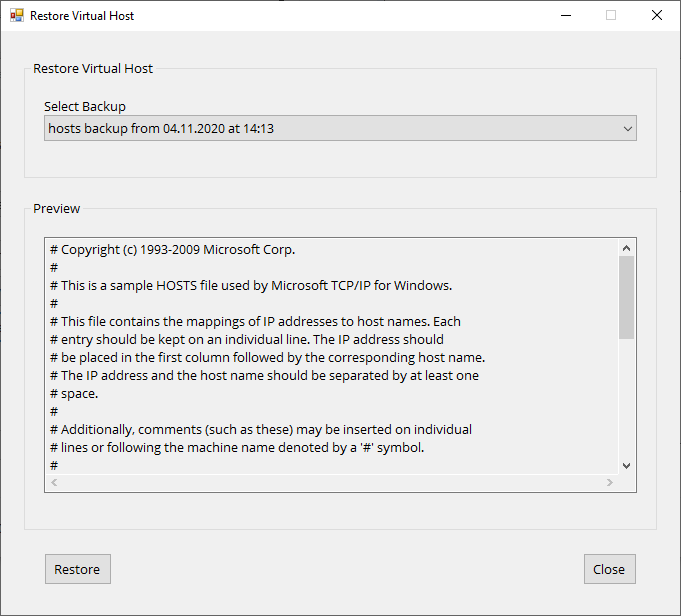 Restore Virtual Host
Restore Virtual Host
Select Backup
hosts backup from 04.11.2020 at 14:13
Preview
# Copyright (c) 1993-2009 Microsoft Corp.
#
# This is a sample HOSTS file used by Microsoft TCP/IP for Windows.
#
# This file contains the mappings of IP addresses to host names. Each
# entry should be kept on an individual line. The IP address should
# be placed in the first column followed by the corresponding host name.
# The IP address and the host name should be separated by at least one
# space.
#
# Additionally, comments (such as these) may be inserted on individual
# lines or following the machine name denoted by a '#' symbol.
#
Restore
Close